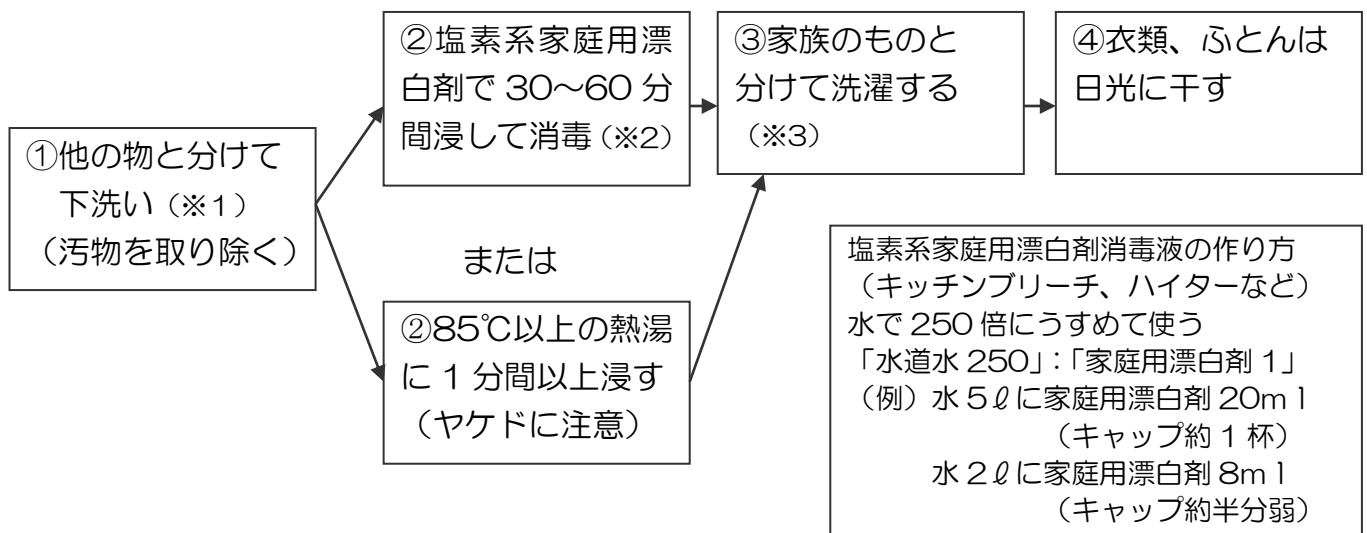 ①他の物と分けて
下洗い（※1）
（汚物を取り除く）
②塩素系家庭用漂
白剤で 30～60 分
間浸して消毒（※2）
または
②85℃以上の熱湯
に 1 分間以上浸す
（ヤケドに注意）
③家族のものと
分けて洗濯する
（※3）
④衣類、ふとんは
日光に干す
塩素系家庭用漂白剤消毒液の作り方
（キッチンブリーチ、ハイターなど）
水で 250 倍にうすめて使う
「水道水 250」：「家庭用漂白剤 1」
（例）水 5ℓに家庭用漂白剤 20ｍｌ
（キャップ約 1 杯）
水 2ℓに家庭用漂白剤 8ｍｌ
（キャップ約半分弱）